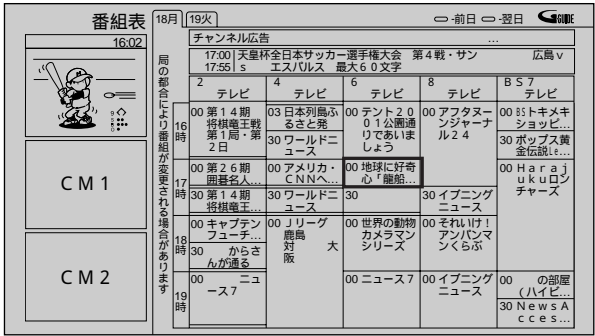 番組表 18月 19火 ⊂⊃-前日 ⊂⊃-翌日 GGUIDE
16:02
チャンネル広告 …
17:00 天皇杯全日本サッカー選手権大会 第4戦・サン 広島v
17:55 s エスパルス 最大60文字
局の都合により番組が変更される場合があります
2 テレビ
4 テレビ
6 テレビ
8 テレビ
BS7 テレビ
16時
00 第14期
将棋竜王戦
第1局・第
2日
03 日本列島ふ
るさと発
30 ワールドニ
ュース
00 テント20
01公園通
りであいま
しょう
00 アフタヌー
ンジャーナ
ル24
00 BSトキメキ
ショッピ…
30 ポップス黄
金伝説Le…
17時
00 第26期
囲碁名人…
30 第14期
将棋竜王…
00 アメリカ・
CNNへ…
30 ワールドニ
ュース
00 地球に好奇
心「龍船…
30
30 イブニング
ニュース
00 Haraj
ukuロン
チャーズ
18時
00 キャプテン
フューチ…
30 からさ
んが通る
00 Jリーグ
鹿島
対 大
阪
00 世界の動物
カメラマン
シリーズ
00 それいけ!
アンパンマ
ンくらぶ
19時
00 ニュ
ース7
00 ニュース7
00 イブニング
ニュース
00 の部屋
(ハイビ…
30 NewsA
cces…
CM1
CM2